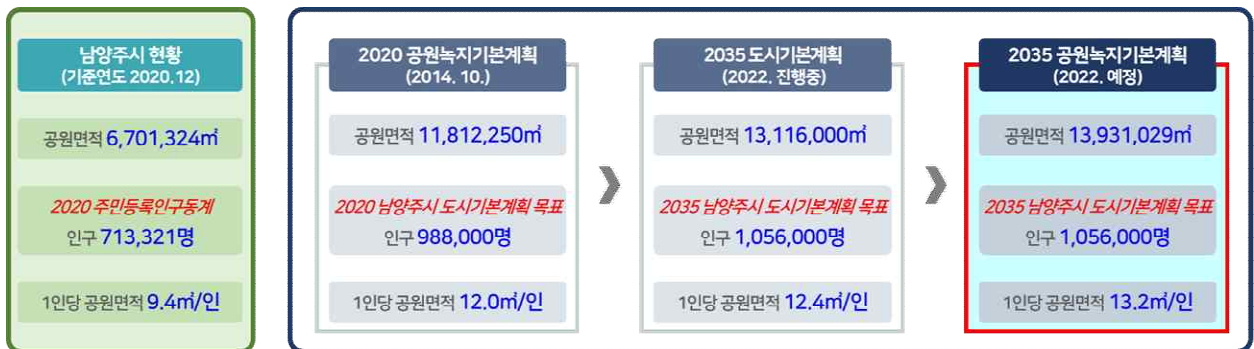 남양주시 현황
(기준연도 2020.12)
공원면적 6,701,324㎡
2020 주민등록인구통계
인구 713,321명
1인당 공원면적 9.4㎡/인
2020 공원녹지기본계획
(2014. 10.)
공원면적 11,812,250㎡
2020 남양주시 도시기본계획 목표
인구 988,000명
1인당 공원면적 12.0㎡/인
2035 도시기본계획
(2022. 진행중)
공원면적 13,116,000㎡
2035 남양주시 도시기본계획 목표
인구 1,056,000명
1인당 공원면적 12.4㎡/인
2035 공원녹지기본계획
(2022. 예정)
공원면적 13,931,029㎡
2035 남양주시 도시기본계획 목표
인구 1,056,000명
1인당 공원면적 13.2㎡/인